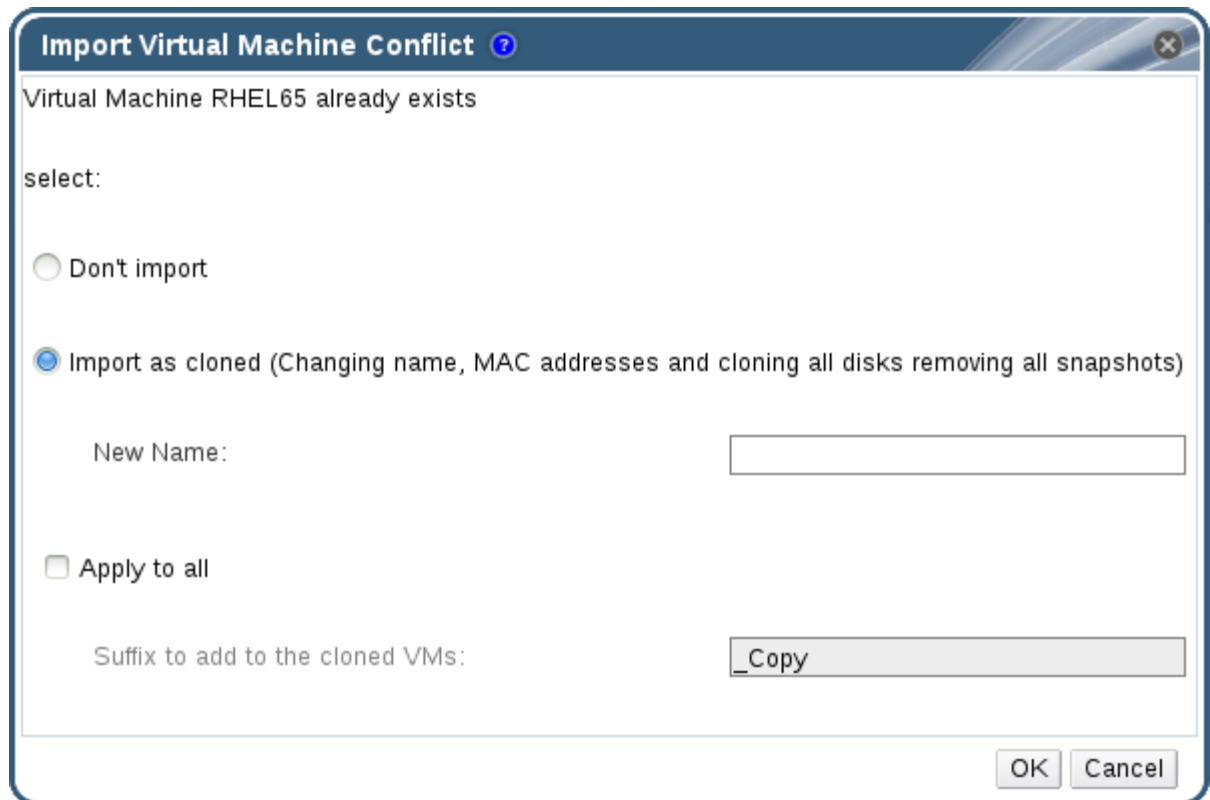 Import Virtual Machine Conflict ?
Virtual Machine RHEL65 already exists
select:
Don't import
Import as cloned (Changing name, MAC addresses and cloning all disks removing all snapshots)
New Name:
Apply to all
Suffix to add to the cloned VMs: _Copy
OK Cancel